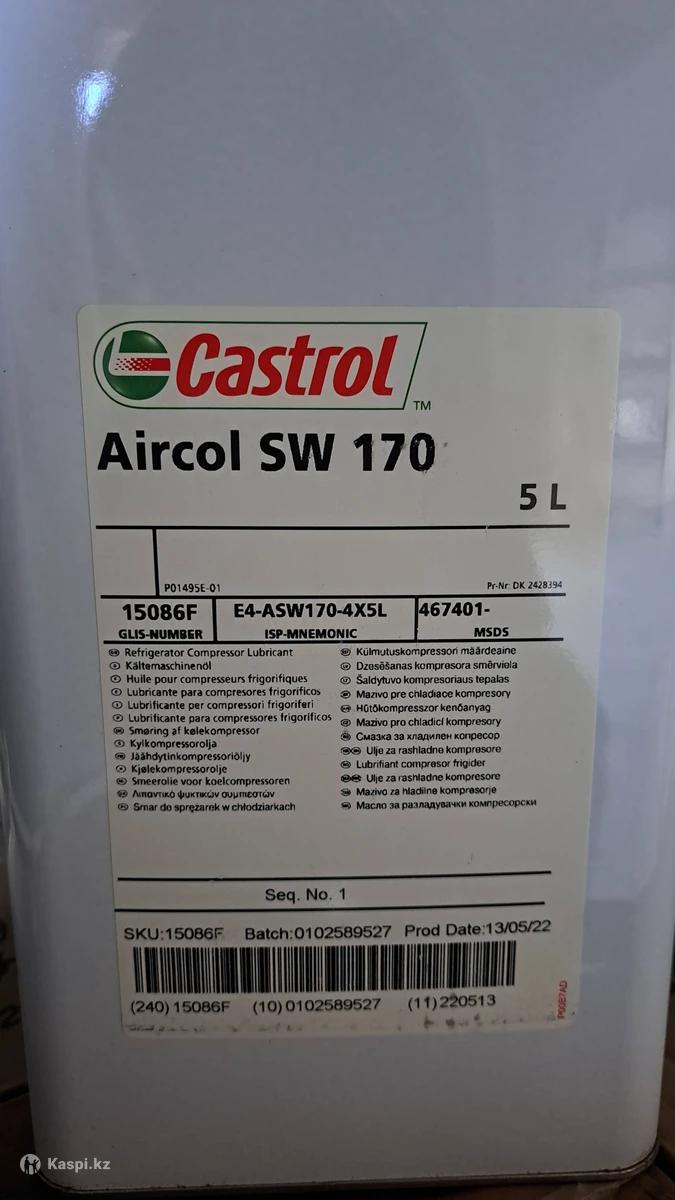 Castrol
TM
Aircol SW 170
5 L
P01495E-01
Pr-Nr: DK 2428394
15086F
GLIS-NUMBER
E4-ASW170-4X5L
ISP-MNEMONIC
467401-
MSDS
Refrigerator Compressor Lubricant
Kältemaschinenöl
Huile pour compresseurs frigorifiques
Lubricante para compresores frigoríficos
Lubrificante per compressori frigoriferi
Lubrificante para compressores frigoríficos
Smøring af kølekompressor
Kylkompressorolja
Jäähdytinkompressoriöljy
Kjølekompressorolje
Smeerolie voor koelcompressoren
Λιπαντικό ψυκτικών συμπιεστών
Smar do sprężarek w chłodziarkach
Külmutuskompressori määrdeaine
Dzesēšanas kompresora smērviela
Šaldytuvo kompresoriaus tepalas
Mazivo pre chladiace kompresory
Hűtőkompresszor kenőanyag
Mazivo pro chladicí kompresory
Смазка за хладилен копресор
Ulje za rashladne kompresore
Lubrifiant compresor frigider
Ulje za rashladne kompresore
Mazivo za hladilne kompresorje
Масло за разладувачки компресорски
Seq. No. 1
SKU:15086F Batch:0102589527 Prod Date:13/05/22
(240)15086F (10)0102589527 (11)220513
P00B7AD
Kaspi.kz